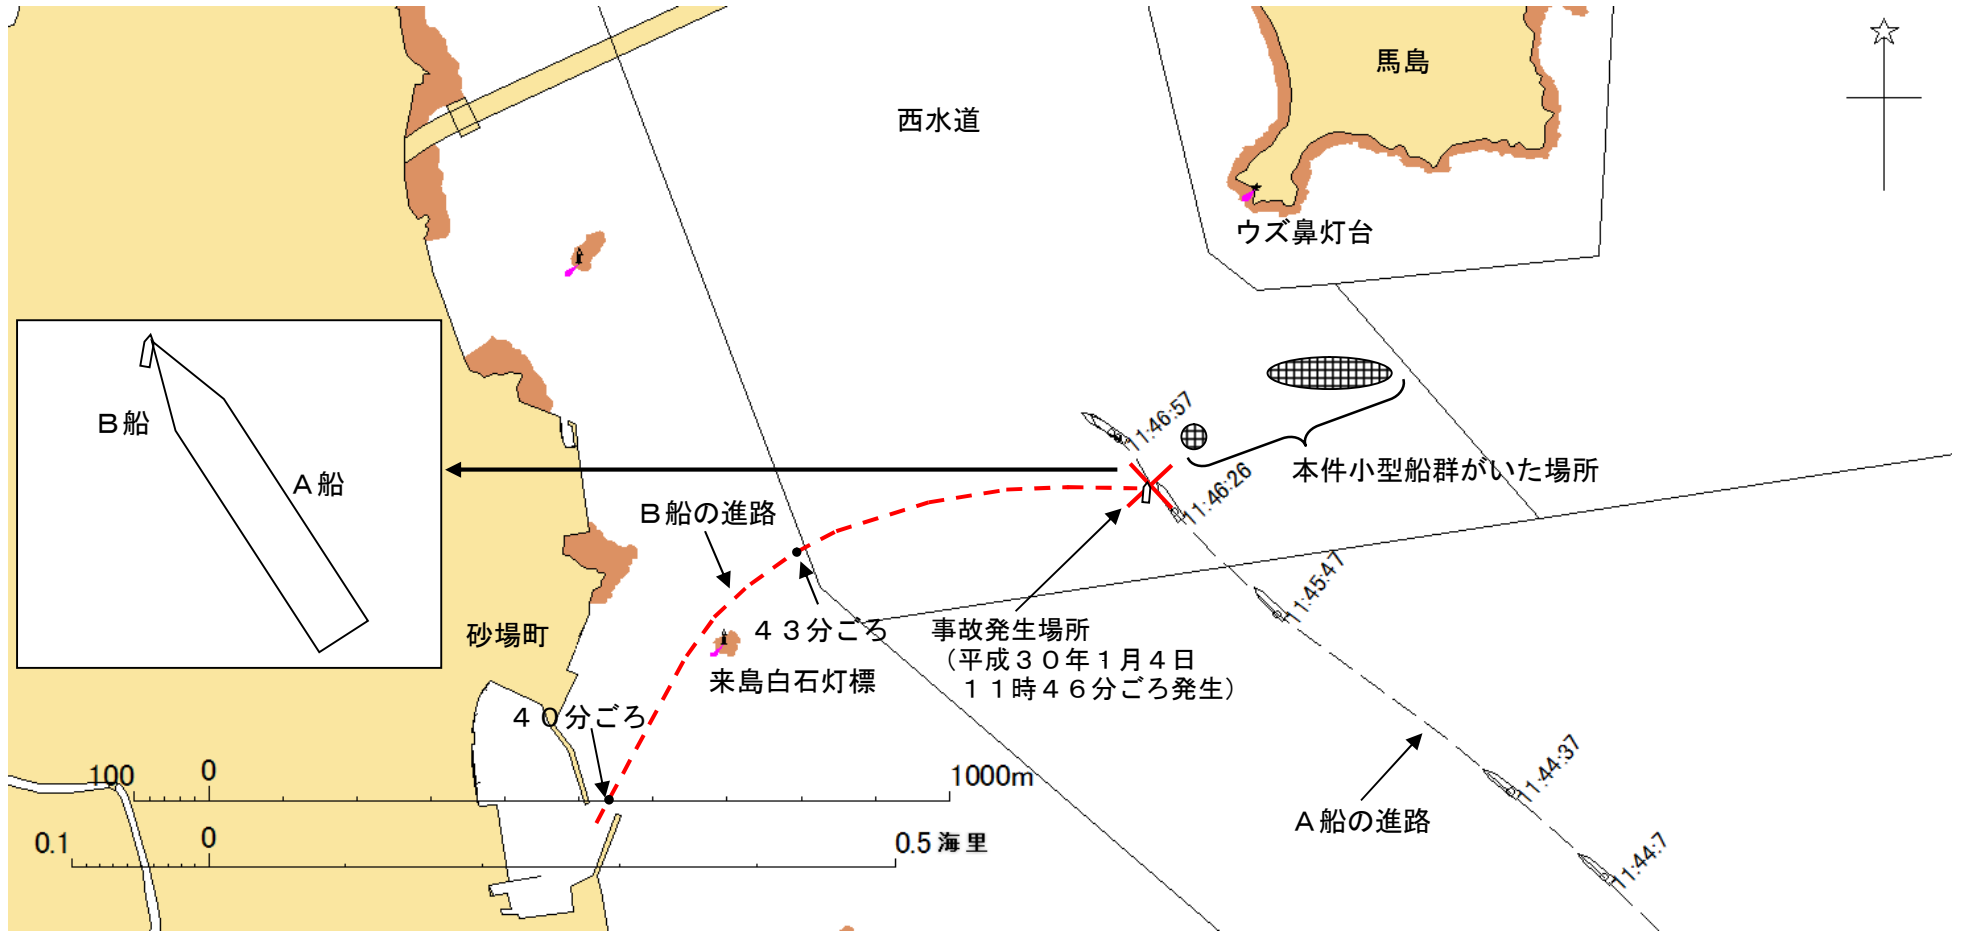 馬島
西水道
ウズ鼻灯台
B船
A船
11:46:57
11:46:26
本件小型船群がいた場所
B船の進路
11:45:47
砂場町
43分ごろ
来島白石灯標
事故発生場所
(平成30年1月4日
11時46分ごろ発生)
40分ごろ
100 0 1000m
0.1 0 0.5海里
11:44:37
A船の進路
11:44:7